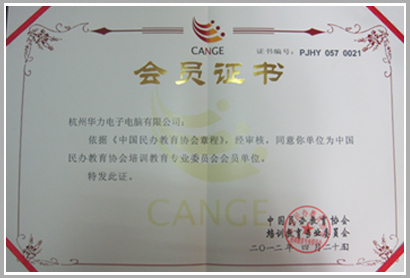 CANGE
证书编号：PJHY 057 0021
会员证书
杭州华力电子电脑有限公司：
依据《中国民办教育协会章程》，经审核，同意你单位为中国
民办教育协会培训教育专业委员会会员单位。
特发此证。
CANGE
中国民办教育协会
培训教育专业委员会
二〇一二年四月二十日